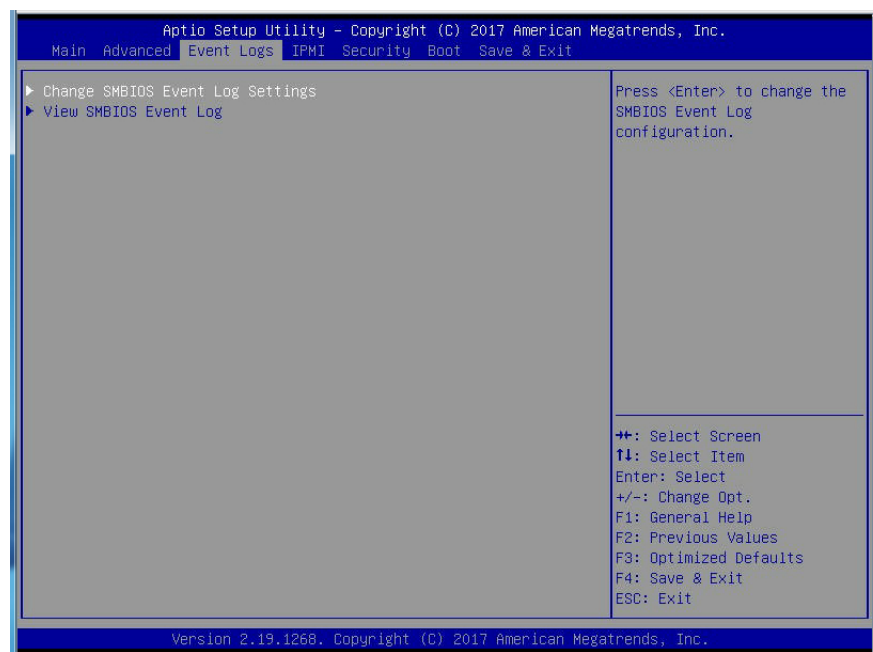 Aptio Setup Utility – Copyright (C) 2017 American Megatrends, Inc.
Main Advanced Event Logs IPMI Security Boot Save & Exit
▶ Change SMBIOS Event Log Settings
▶ View SMBIOS Event Log
Press <Enter> to change the
SMBIOS Event Log
configuration.
→←: Select Screen
↑↓: Select Item
Enter: Select
+/-: Change Opt.
F1: General Help
F2: Previous Values
F3: Optimized Defaults
F4: Save & Exit
ESC: Exit
Version 2.19.1268. Copyright (C) 2017 American Megatrends, Inc.